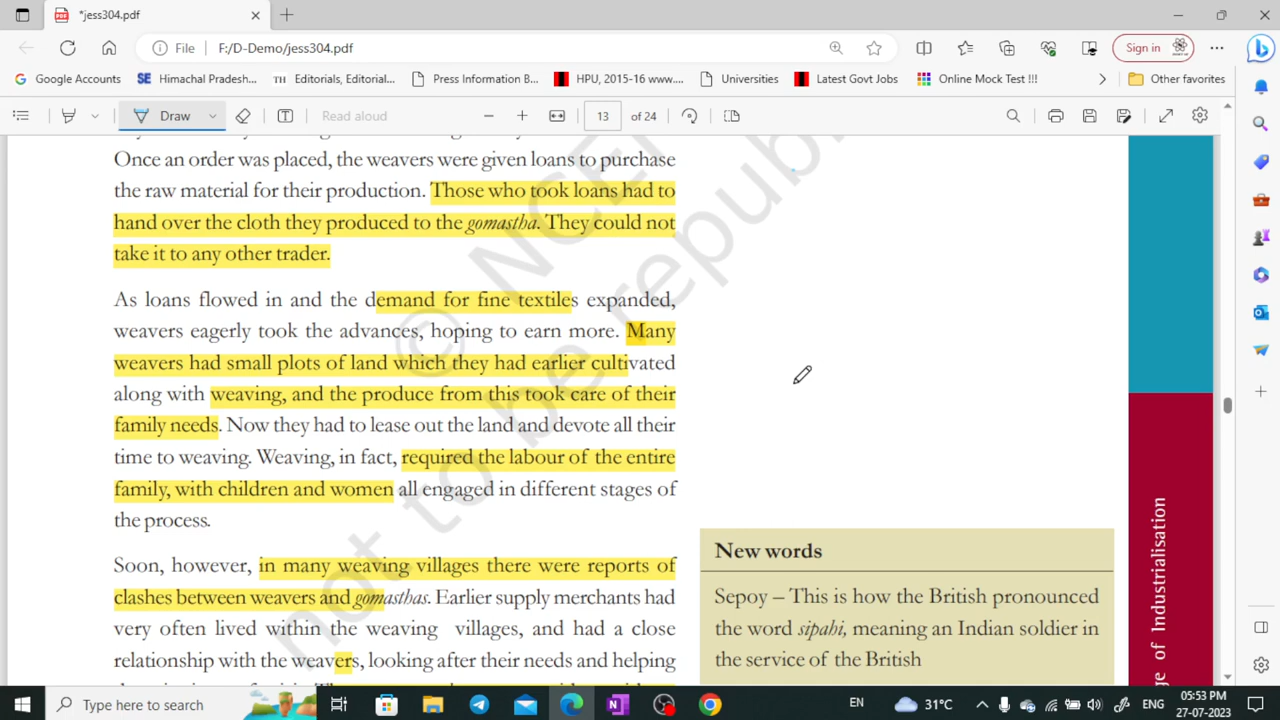 *jess304.pdf
File F:/D-Demo/jess304.pdf Sign in
Google Accounts SE Himachal Pradesh... TH Editorials, Editorial... Press Information B... HPU, 2015-16 www.... Universities Latest Govt Jobs Online Mock Test !!! Other favorites
Draw Read aloud 13 of 24
Once an order was placed, the weavers were given loans to purchase
the raw material for their production. Those who took loans had to
hand over the cloth they produced to the gomastha. They could not
take it to any other trader.
As loans flowed in and the demand for fine textiles expanded,
weavers eagerly took the advances, hoping to earn more. Many
weavers had small plots of land which they had earlier cultivated
along with weaving, and the produce from this took care of their
family needs. Now they had to lease out the land and devote all their
time to weaving. Weaving, in fact, required the labour of the entire
family, with children and women all engaged in different stages of
the process.
Soon, however, in many weaving villages there were reports of
clashes between weavers and gomasthas. Earlier supply merchants had
very often lived within the weaving villages, and had a close
relationship with the weavers, looking after their needs and helping
© NCE
not to be republ
New words
Sepoy – This is how the British pronounced
the word sipahi, meaning an Indian soldier in
the service of the British
ge of Industrialisation
Type here to search EN 31°C 05:53 PM
27-07-2023